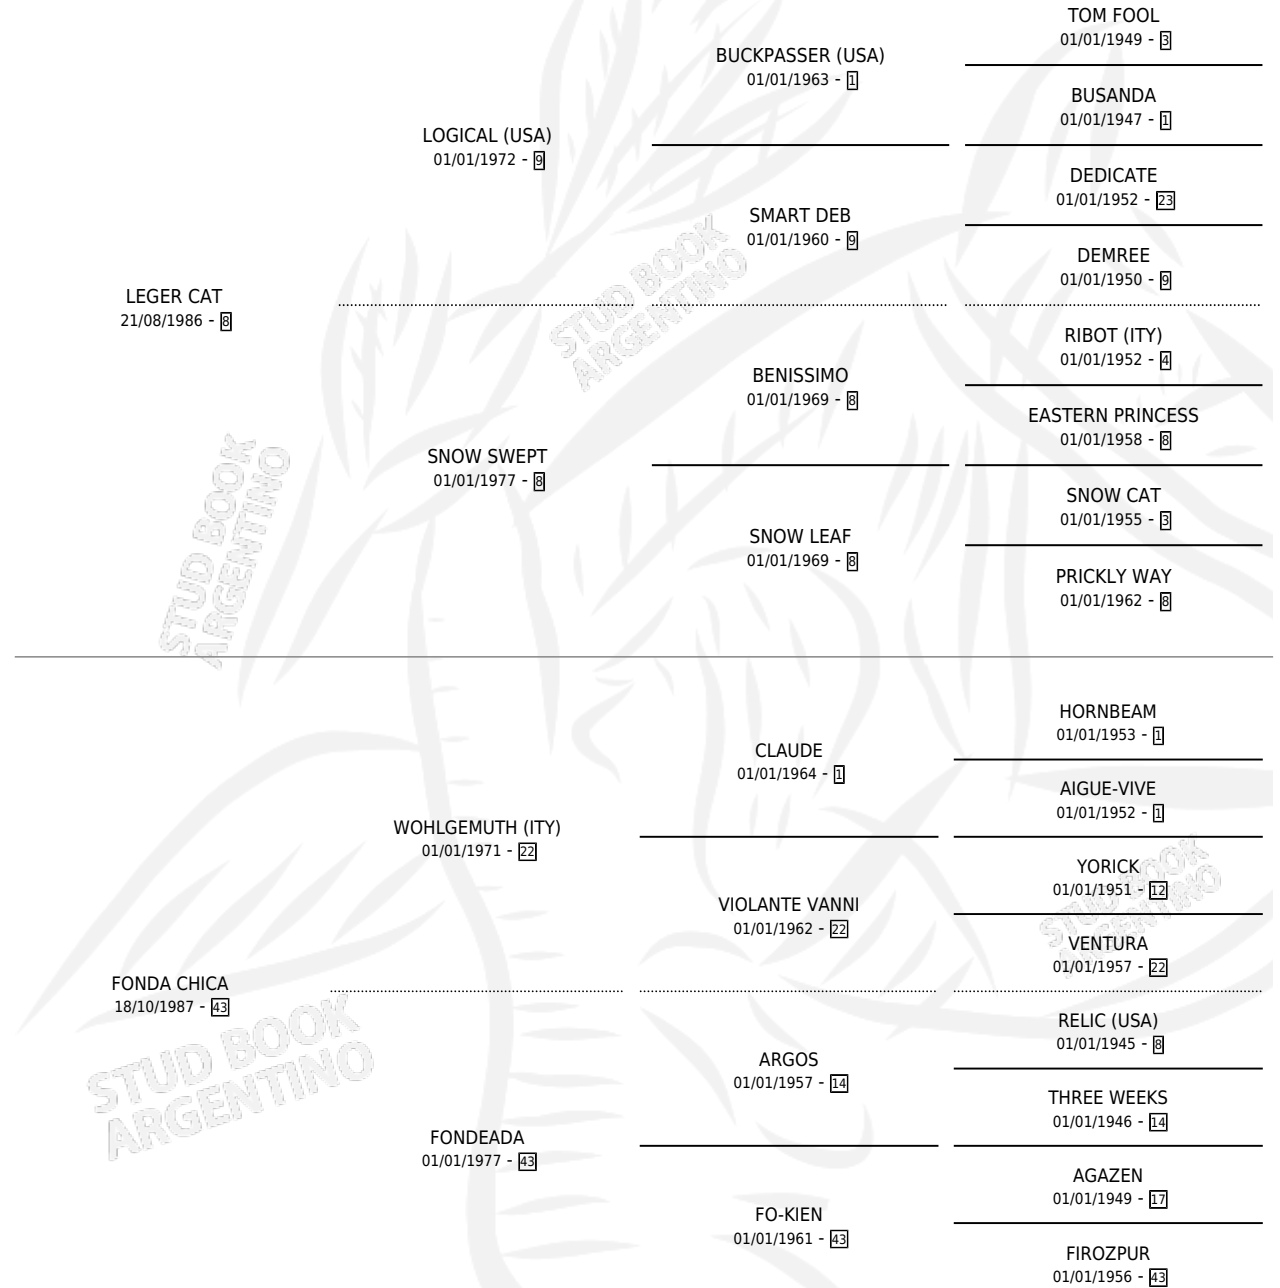 TOM FOOL
01/01/1949 - 3
BUCKPASSER (USA)
01/01/1963 - 1
BUSANDA
01/01/1947 - 1
LOGICAL (USA)
01/01/1972 - 9
DEDICATE
01/01/1952 - 23
SMART DEB
01/01/1960 - 9
DEMREE
01/01/1950 - 9
LEGER CAT
21/08/1986 - 8
RIBOT (ITY)
01/01/1952 - 4
BENISSIMO
01/01/1969 - 8
EASTERN PRINCESS
01/01/1958 - 8
SNOW SWEPT
01/01/1977 - 8
SNOW CAT
01/01/1955 - 3
SNOW LEAF
01/01/1969 - 8
PRICKLY WAY
01/01/1962 - 8
STUD BOOK
ARGENTINO
STUD BOOK
ARGENTINO
HORNBEAM
01/01/1953 - 1
CLAUDE
01/01/1964 - 1
AIGUE-VIVE
01/01/1952 - 1
WOHLGEMUTH (ITY)
01/01/1971 - 22
YORICK
01/01/1951 - 12
VIOLANTE VANNI
01/01/1962 - 22
VENTURA
01/01/1957 - 22
FONDA CHICA
18/10/1987 - 43
RELIC (USA)
01/01/1945 - 8
ARGOS
01/01/1957 - 14
THREE WEEKS
01/01/1946 - 14
FONDEADA
01/01/1977 - 43
AGAZEN
01/01/1949 - 17
FO-KIEN
01/01/1961 - 43
FIROZPUR
01/01/1956 - 43
STUD BOOK
ARGENTINO
STUD BOOK
ARGENTINO